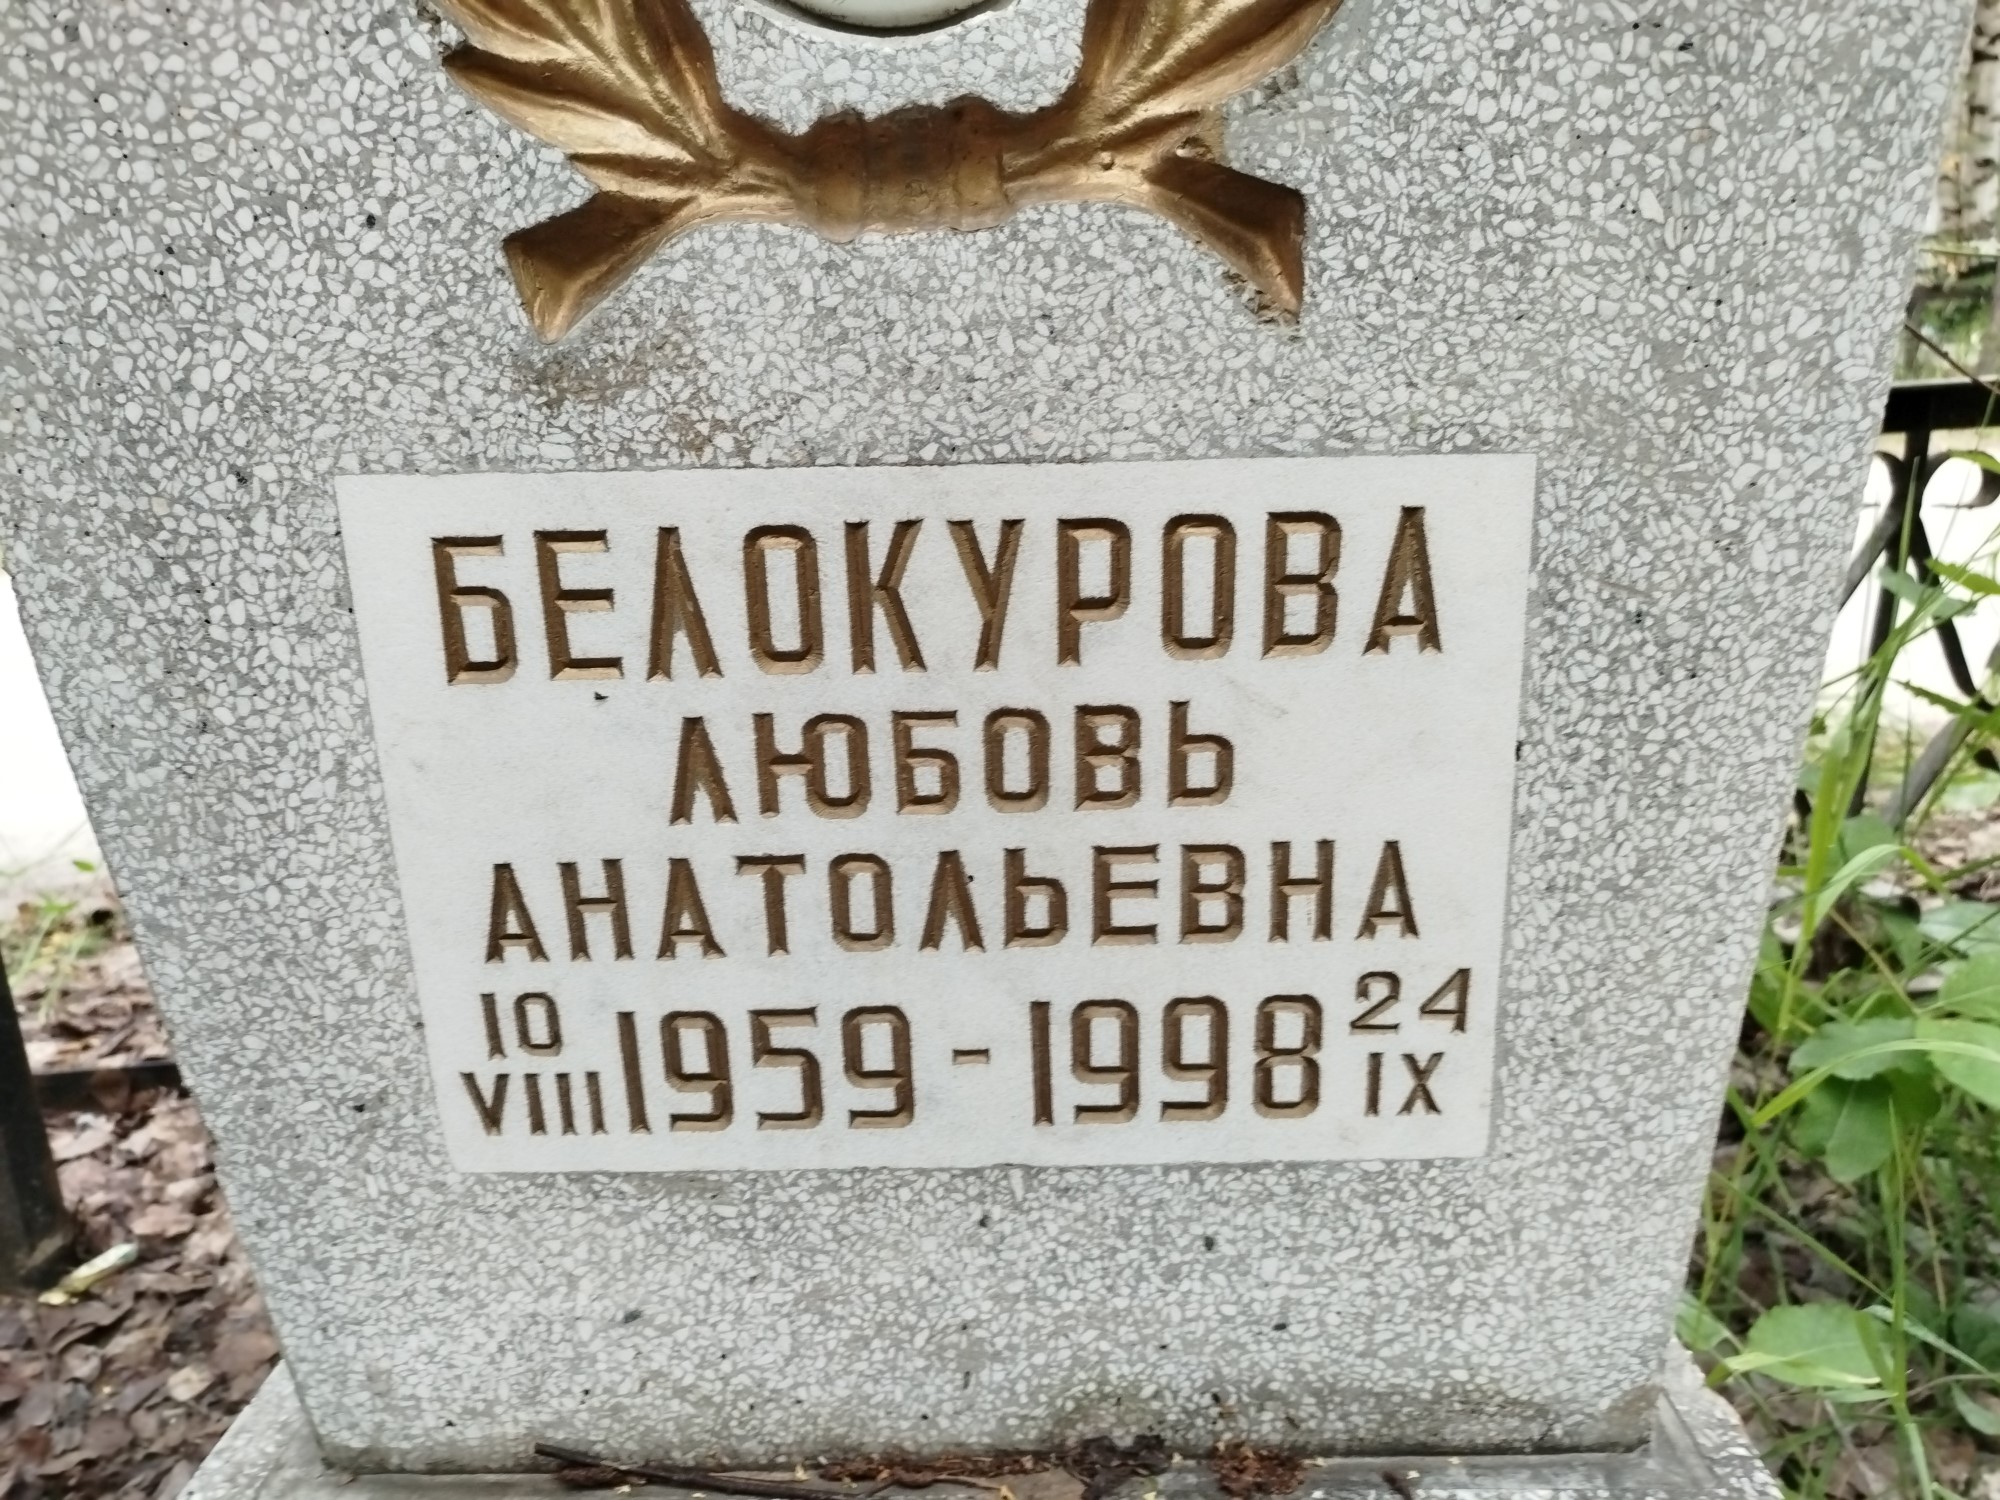 БЕЛОКУРОВА
ЛЮБОВЬ
АНАТОЛЬЕВНА
10 VIII 1959 - 1998 24 IX